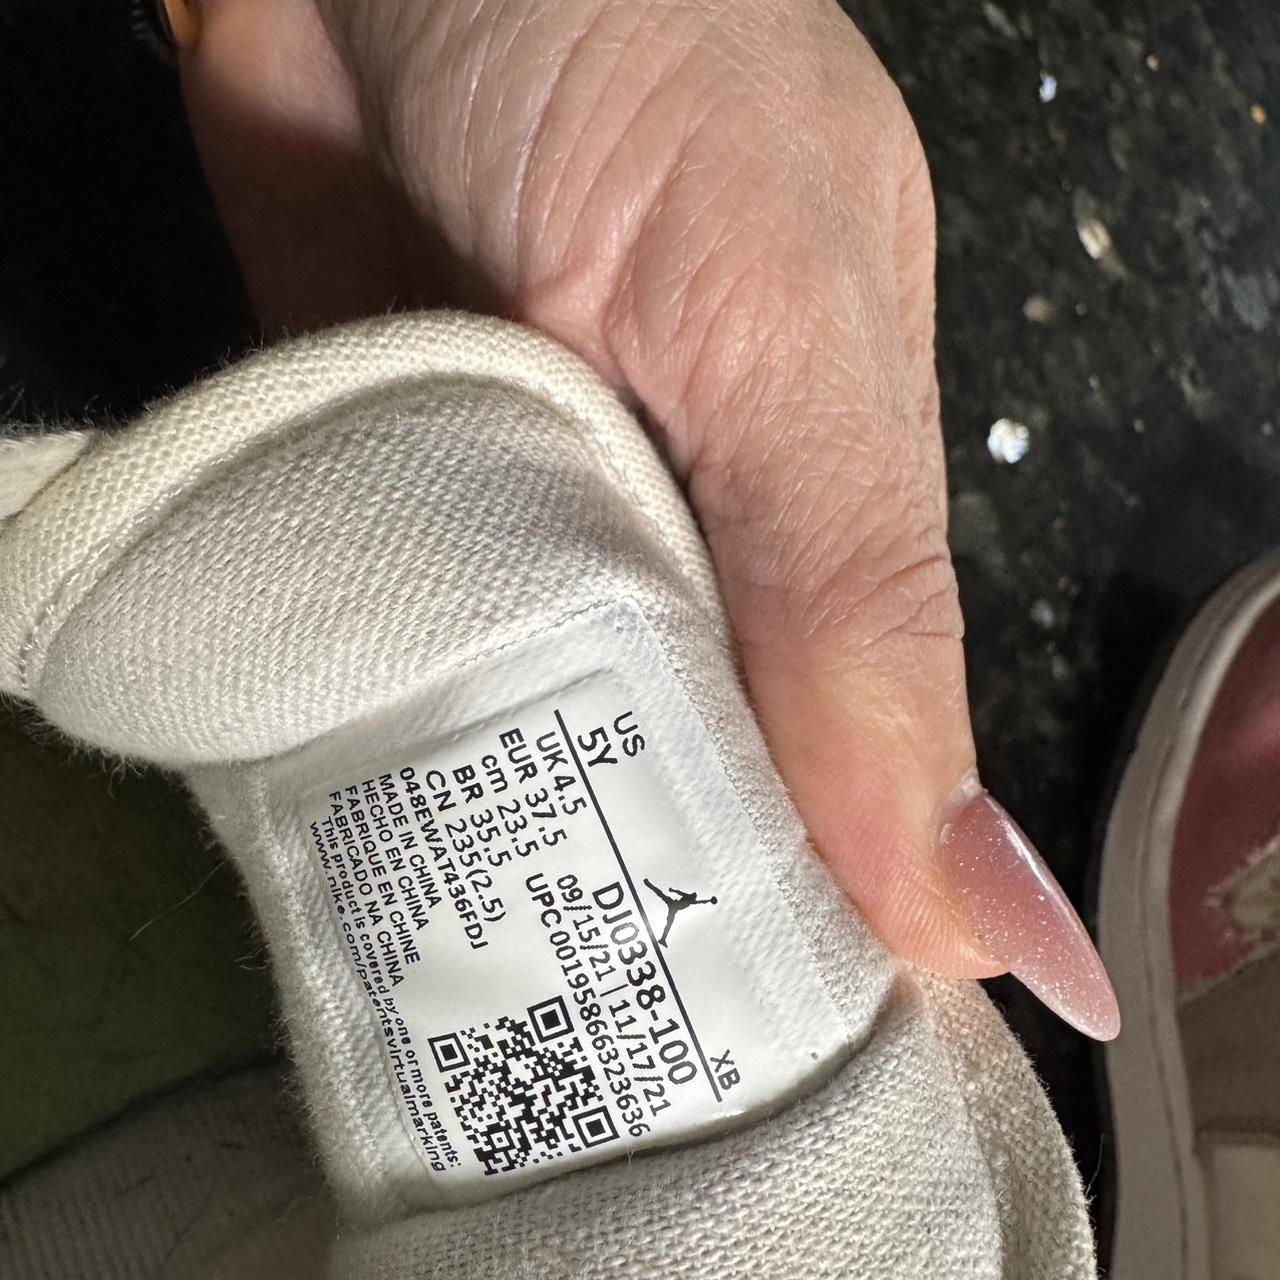 US
5Y
XB
UK 4.5
EUR 37.5
cm 23.5
BR 35.5
CN 235(2.5)
DJ0338-100
09/15/21 | 11/17/21
UPC 00195866323636
048EWAT436FDJ
MADE IN CHINA
HECHO EN CHINA
FABRIQUE EN CHINE
FABRICADO NA CHINA
This product is covered by one or more patents:
www.nike.com/patentsvirtualmarking